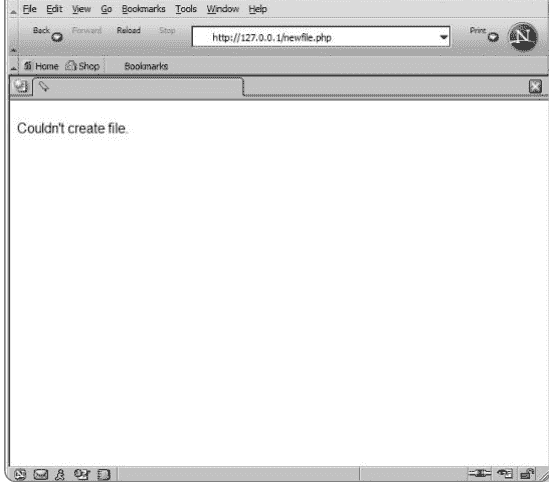 File Edit View Go Bookmarks Tools Window Help
Back Forward Reload Stop http://127.0.0.1/newfile.php Print N
Home Shop Bookmarks
Couldn't create file.